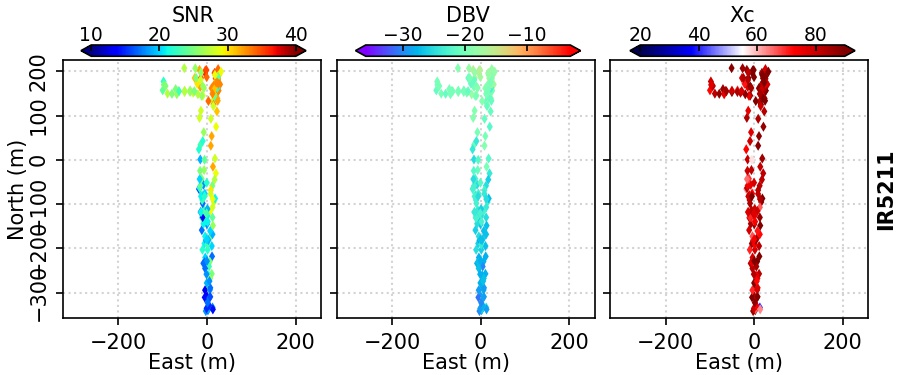 SNR DBV Xc
10 20 30 40 −30 −20 −10 20 40 60 80
North (m)
200
100
0
−100
−200
−300
IR5211
−200 0 200 −200 0 200 −200 0 200
East (m) East (m) East (m)